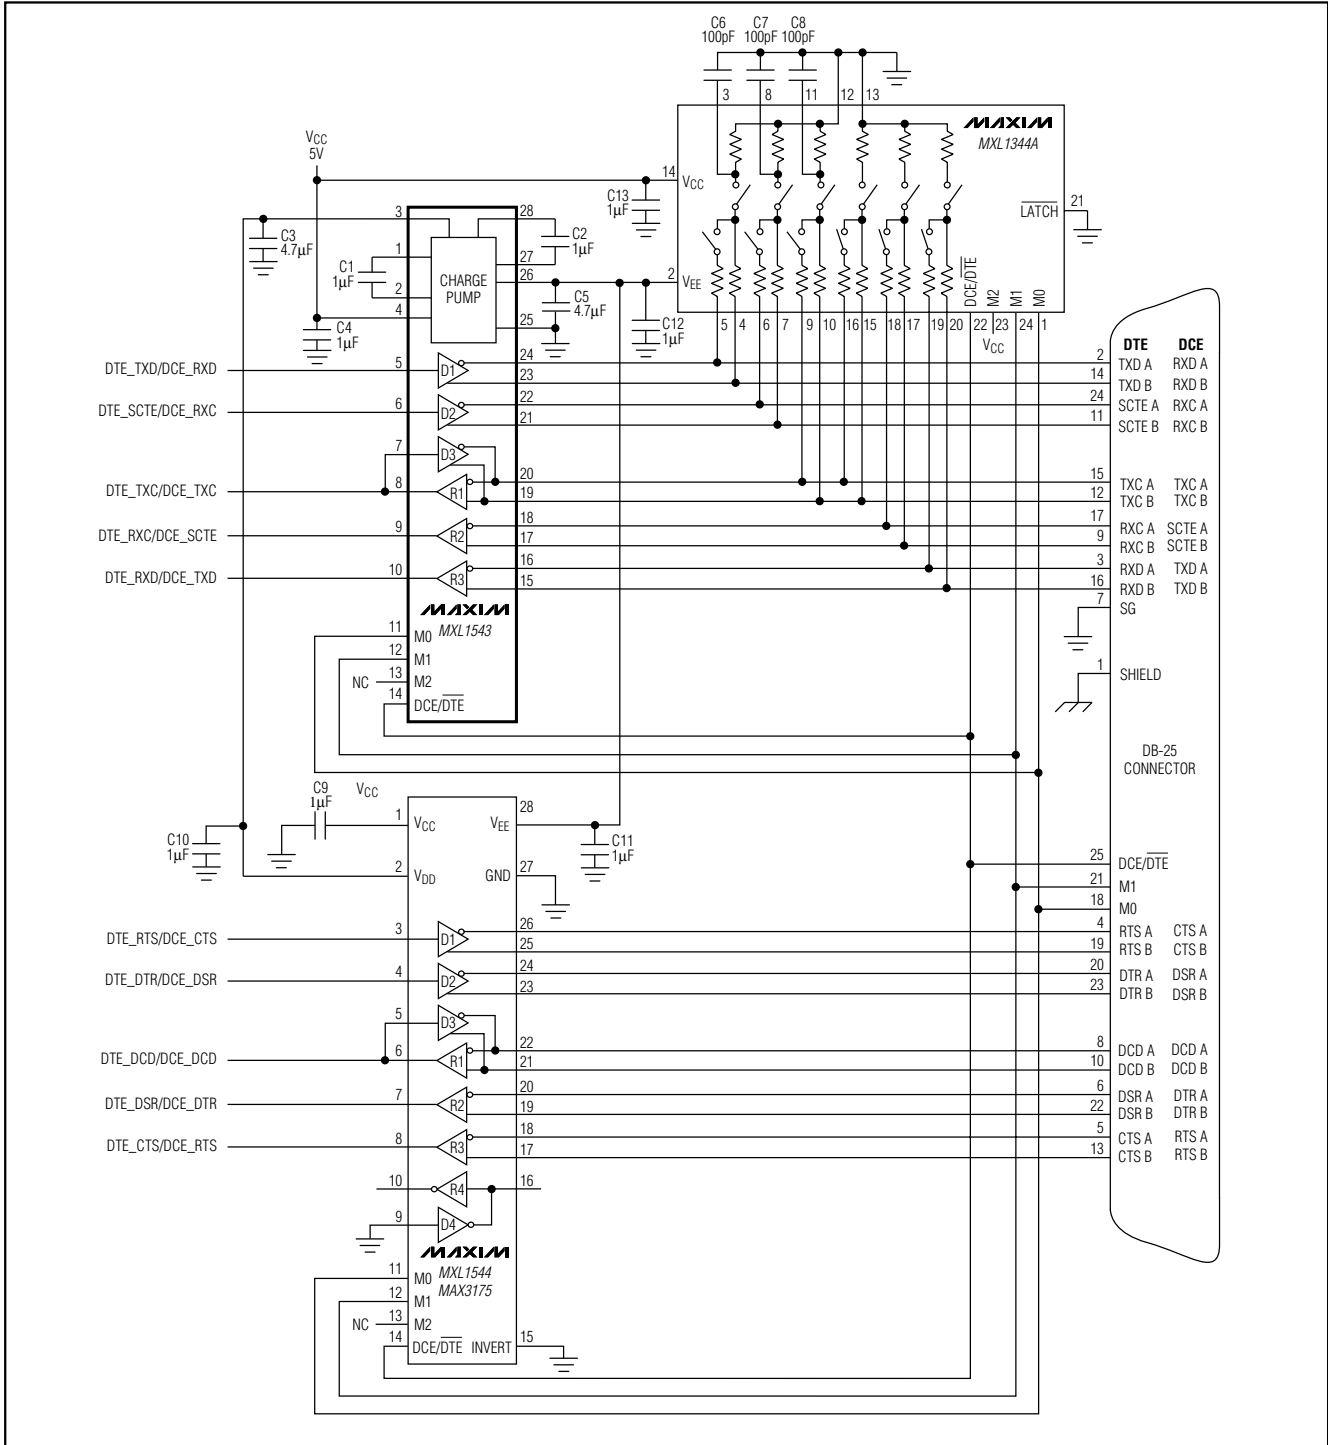 C6 C7 C8
100pF 100pF 100pF
3 8 11 12 13
MAXIM
MXL1344A
VCC
5V
14 VCC
C13
1µF
21
LATCH
3 28
C3
4.7µF
C2
1µF
1 27
C1
1µF
CHARGE
PUMP
26
2 VEE
DCE/DTE
M2
M1
M0
2
C5
4.7µF
4 25
C4
1µF
C12
1µF
5 4 6 7 9 10 16 15 18 17 19 20 22 23 24 1
VCC
DTE DCE
DTE_TXD/DCE_RXD 5 D1 24 2 TXD A RXD A
23 14 TXD B RXD B
DTE_SCTE/DCE_RXC 6 D2 22 24 SCTE A RXC A
21 11 SCTE B RXC B
7 D3
DTE_TXC/DCE_TXC 8 R1 20 15 TXC A TXC A
19 12 TXC B TXC B
DTE_RXC/DCE_SCTE 9 R2 18 17 RXC A SCTE A
17 9 RXC B SCTE B
DTE_RXD/DCE_TXD 10 R3 16 3 RXD A TXD A
15 16 RXD B TXD B
7 SG
MAXIM
MXL1543
11 M0
12 M1
NC 13 M2
14 DCE/DTE
1 SHIELD
DB-25
CONNECTOR
C9
1µF
VCC
1 VCC VEE 28
C10
1µF
C11
1µF
2 VDD GND 27
25 DCE/DTE
21 M1
18 M0
DTE_RTS/DCE_CTS 3 D1 26 4 RTS A CTS A
25 19 RTS B CTS B
DTE_DTR/DCE_DSR 4 D2 24 20 DTR A DSR A
23 23 DTR B DSR B
5 D3
DTE_DCD/DCE_DCD 6 R1 22 8 DCD A DCD A
21 10 DCD B DCD B
DTE_DSR/DCE_DTR 7 R2 20 6 DSR A DTR A
19 22 DSR B DTR B
DTE_CTS/DCE_RTS 8 R3 18 5 CTS A RTS A
17 13 CTS B RTS B
10 R4 16
9 D4
MAXIM
MXL1544
MAX3175
11 M0
12 M1
NC 13 M2
14 DCE/DTE INVERT 15